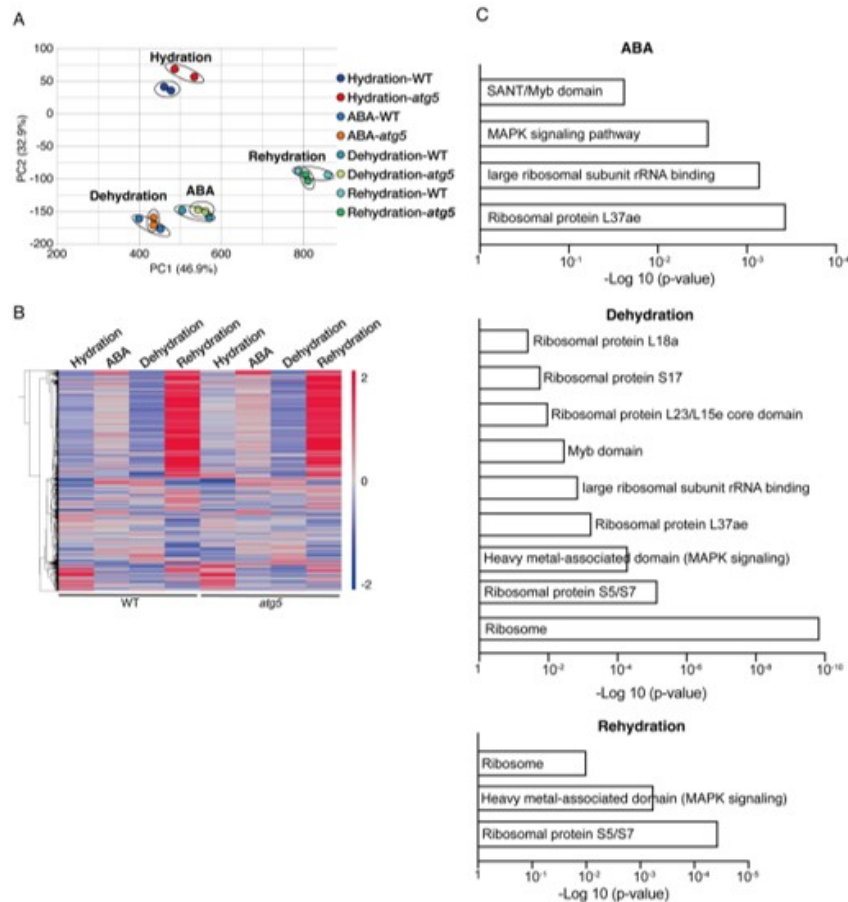 A
100
50
0
-50
-100
-150
-200
PC2 (32.9%)
200
400
600
800
PC1 (46.9%)
Hydration
Rehydration
Dehydration
ABA
Hydration-WT
Hydration-atg5
ABA-WT
ABA-atg5
Dehydration-WT
Dehydration-atg5
Rehydration-WT
Rehydration-atg5
B
Hydration
ABA
Dehydration
Rehydration
Hydration
ABA
Dehydration
Rehydration
2
0
-2
WT
atg5
C
ABA
SANT/Myb domain
MAPK signaling pathway
large ribosomal subunit rRNA binding
Ribosomal protein L37ae
1 10⁻¹ 10⁻² 10⁻³ 10⁻⁴
-Log 10 (p-value)
Dehydration
Ribosomal protein L18a
Ribosomal protein S17
Ribosomal protein L23/L15e core domain
Myb domain
large ribosomal subunit rRNA binding
Ribosomal protein L37ae
Heavy metal-associated domain (MAPK signaling)
Ribosomal protein S5/S7
Ribosome
1 10⁻² 10⁻⁴ 10⁻⁶ 10⁻⁸ 10⁻¹⁰
-Log 10 (p-value)
Rehydration
Ribosome
Heavy metal-associated domain (MAPK signaling)
Ribosomal protein S5/S7
1 10⁻¹ 10⁻² 10⁻³ 10⁻⁴ 10⁻⁵
-Log 10 (p-value)